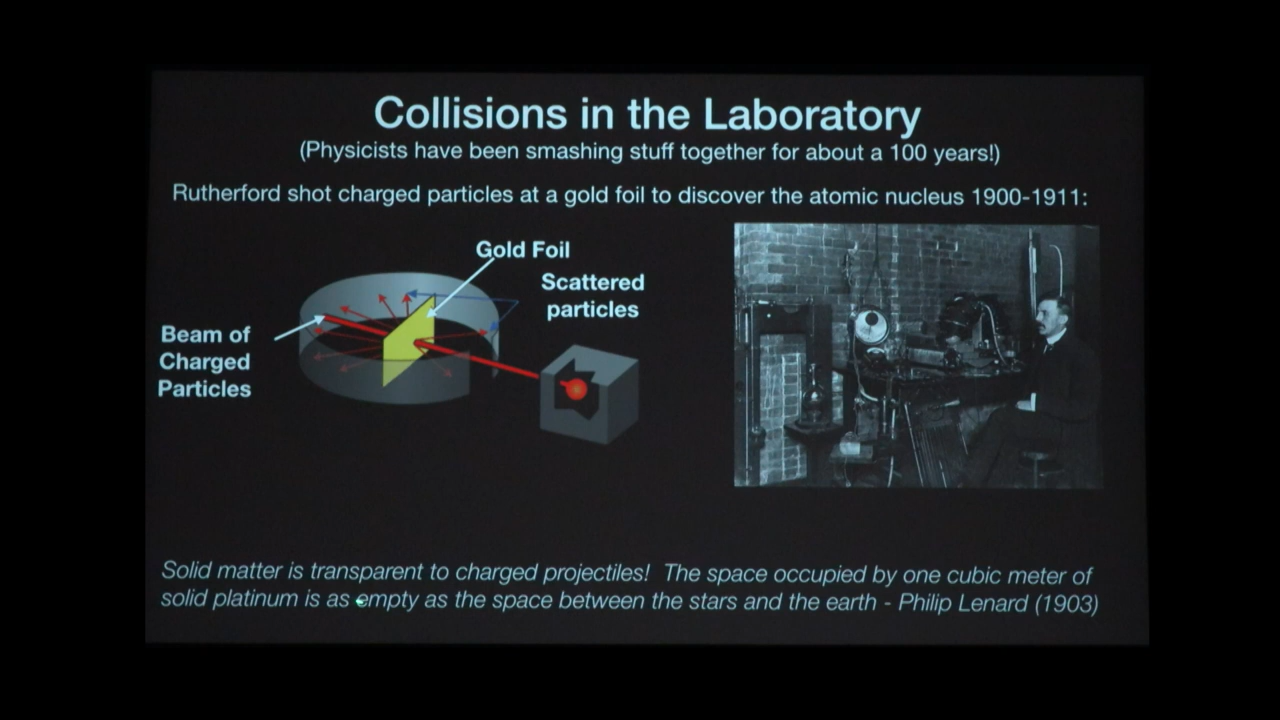 Collisions in the Laboratory
(Physicists have been smashing stuff together for about a 100 years!)
Rutherford shot charged particles at a gold foil to discover the atomic nucleus 1900-1911:
Gold Foil
Scattered
particles
Beam of
Charged
Particles
Solid matter is transparent to charged projectiles! The space occupied by one cubic meter of
solid platinum is as empty as the space between the stars and the earth - Philip Lenard (1903)